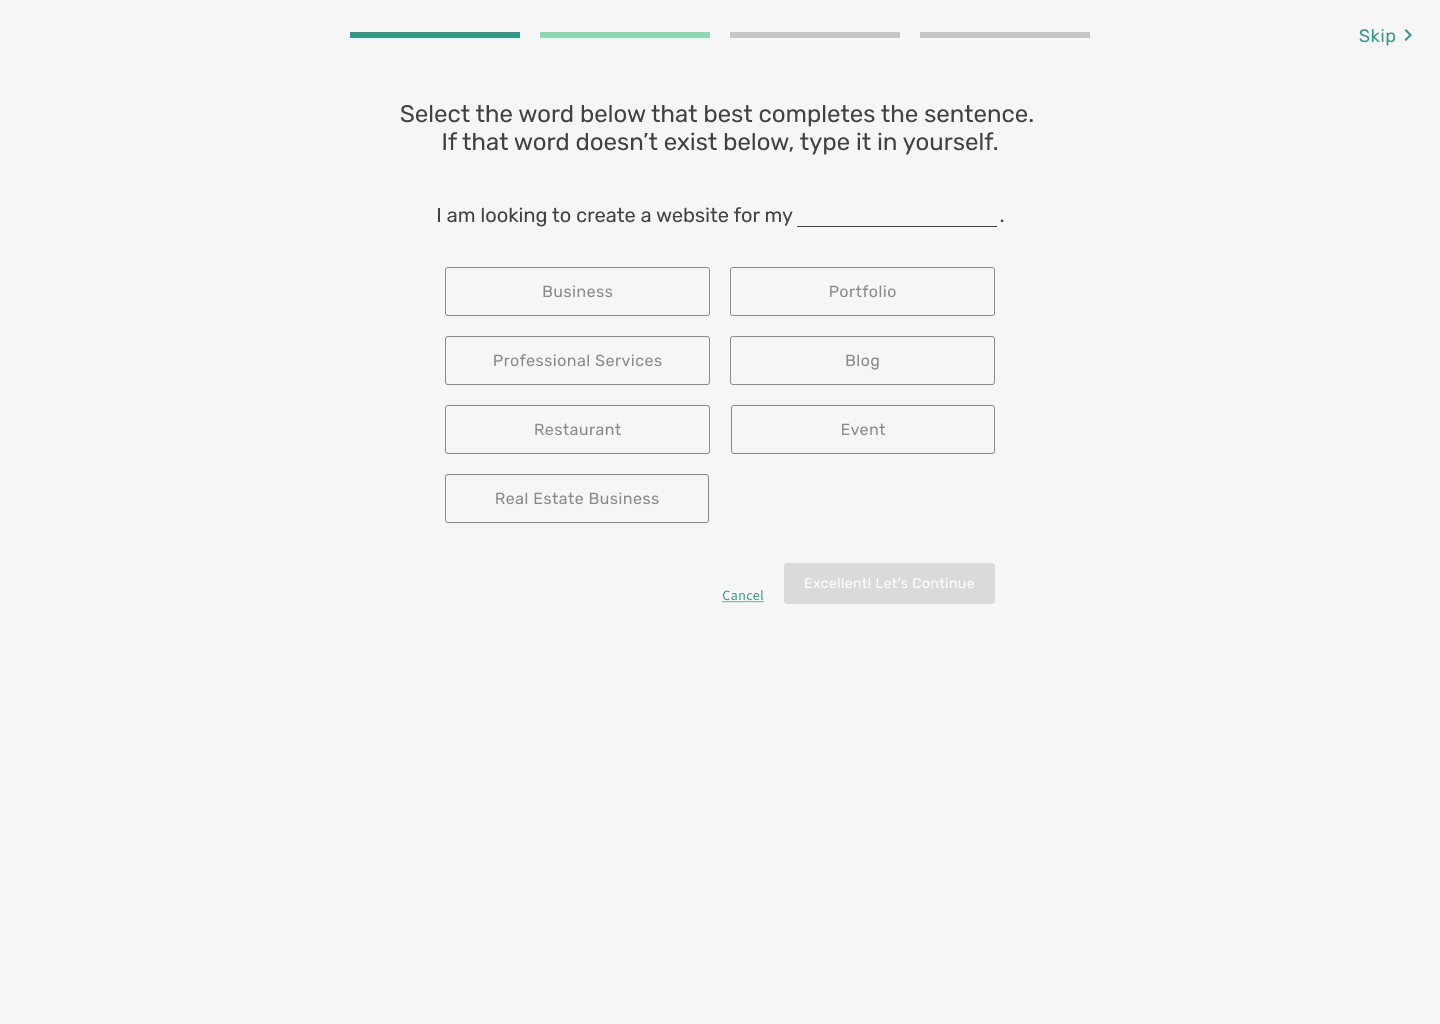 Skip
Select the word below that best completes the sentence.
If that word doesn’t exist below, type it in yourself.
I am looking to create a website for my ____________________.
Business
Portfolio
Professional Services
Blog
Restaurant
Event
Real Estate Business
Cancel
Excellent! Let’s Continue